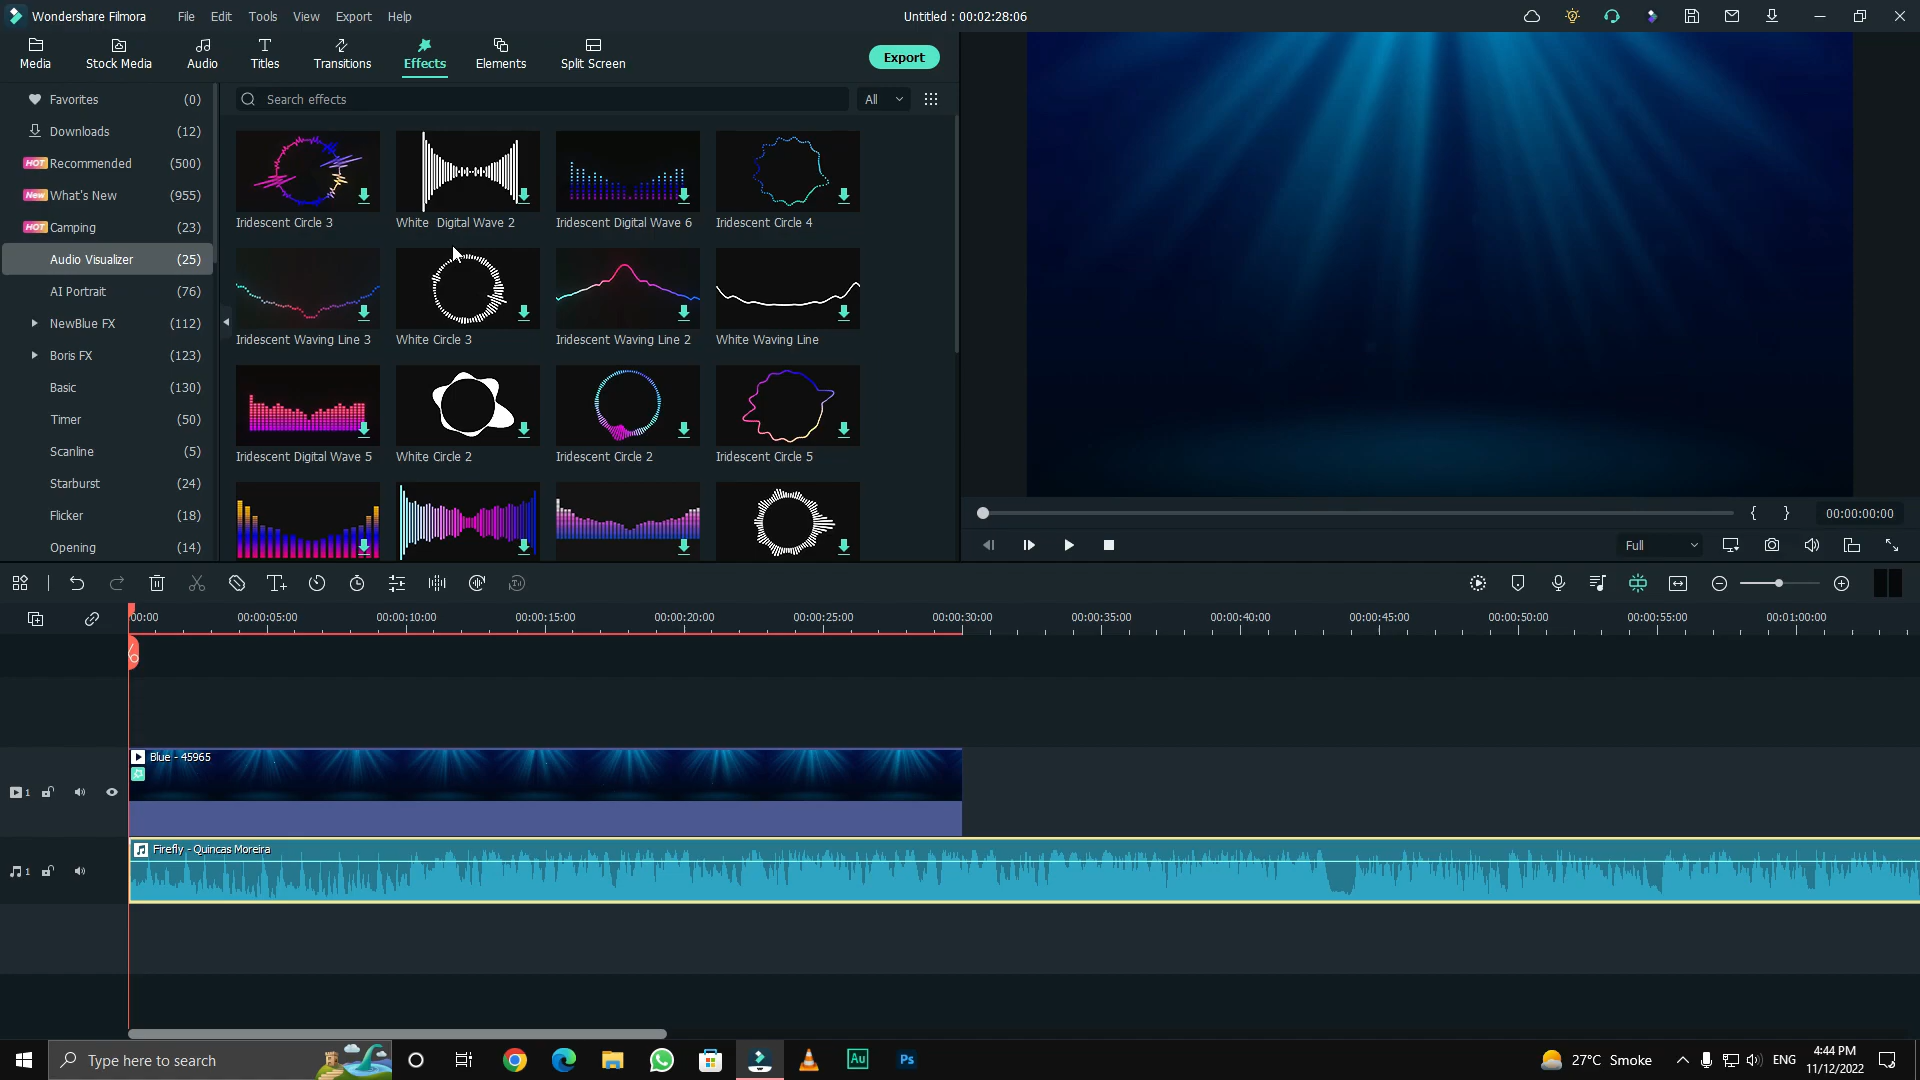 Wondershare Filmora
File
Edit
Tools
View
Export
Help
Untitled : 00:02:28:06
Media
Stock Media
Audio
Titles
Transitions
Effects
Elements
Split Screen
Export
Favorites (0)
Downloads (12)
HOT Recommended (500)
New What's New (955)
HOT Camping (23)
Audio Visualizer (25)
AI Portrait (76)
NewBlue FX (112)
Boris FX (123)
Basic (130)
Timer (50)
Scanline (5)
Starburst (24)
Flicker (18)
Opening (14)
Search effects
All
Iridescent Circle 3
White Digital Wave 2
Iridescent Digital Wave 6
Iridescent Circle 4
Iridescent Waving Line 3
White Circle 3
Iridescent Waving Line 2
White Waving Line
Iridescent Digital Wave 5
White Circle 2
Iridescent Circle 2
Iridescent Circle 5
{ }
00:00:00:00
Full
00:00
00:00:05:00
00:00:10:00
00:00:15:00
00:00:20:00
00:00:25:00
00:00:30:00
00:00:35:00
00:00:40:00
00:00:45:00
00:00:50:00
00:00:55:00
00:01:00:00
Blue - 45965
1
Firefly - Quincas Moreira
1
Type here to search
Au
Ps
27°C Smoke
ENG
4:44 PM
11/12/2022